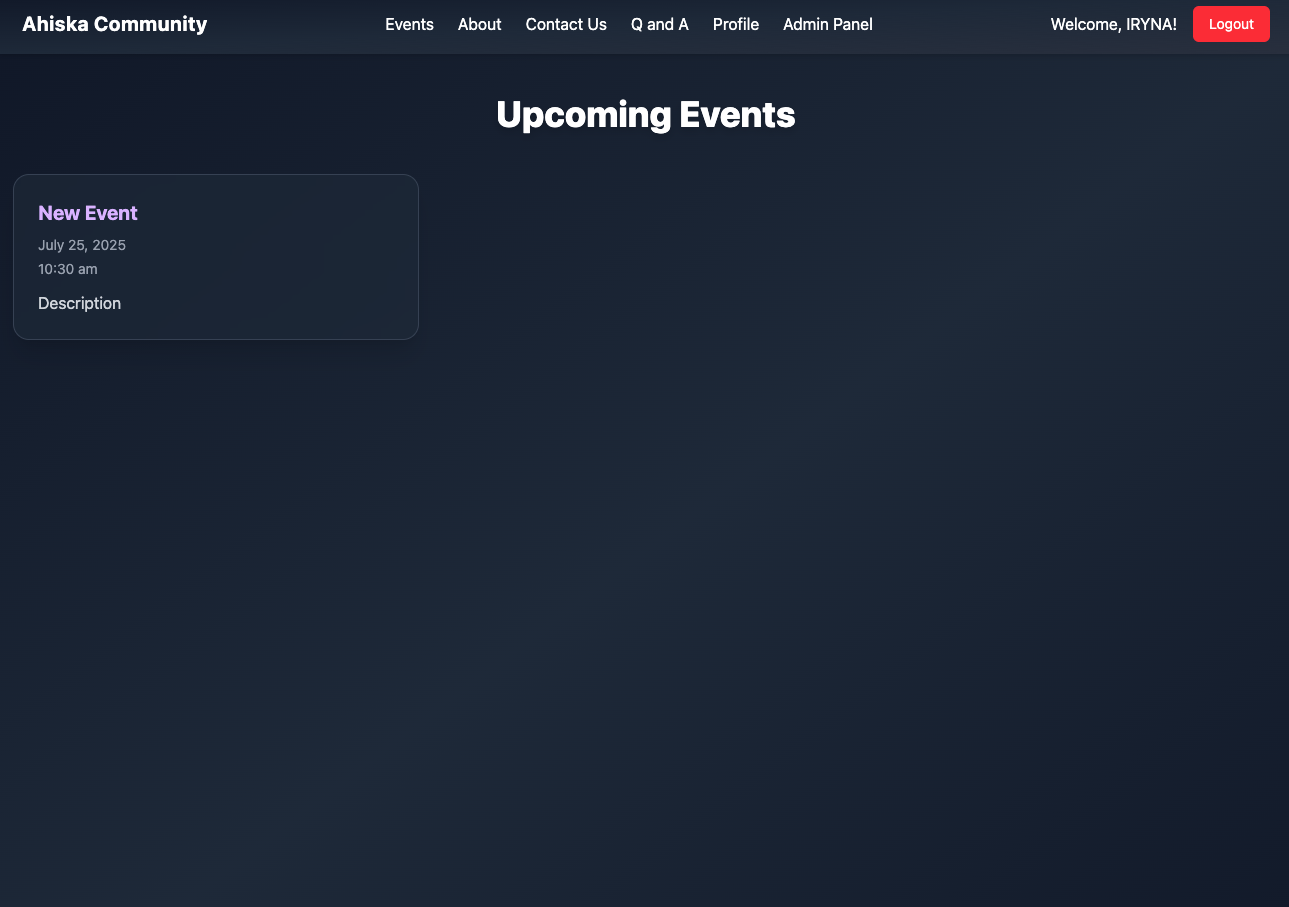 Ahiska Community Events About Contact Us Q and A Profile Admin Panel Welcome, IRYNA! Logout
Upcoming Events
New Event
July 25, 2025
10:30 am
Description